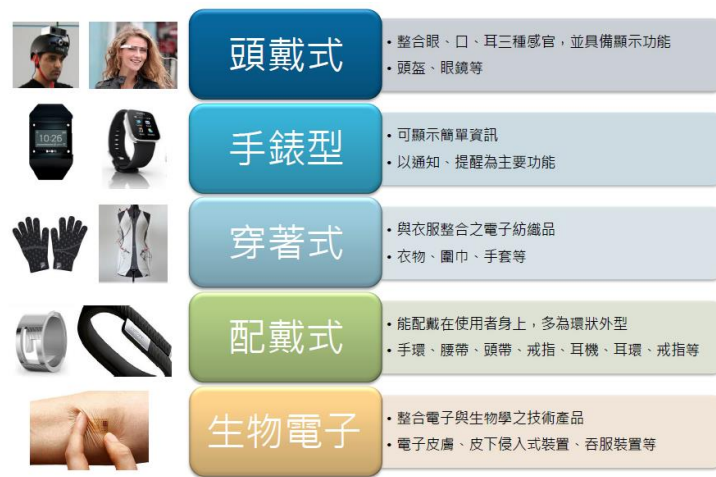 頭戴式
• 整合眼、口、耳三種感官，並具備顯示功能
• 頭盔、眼鏡等
10:26
手錶型
• 可顯示簡單資訊
• 以通知、提醒為主要功能
穿著式
• 與衣服整合之電子紡織品
• 衣物、圍巾、手套等
配戴式
• 能配戴在使用者身上，多為環狀外型
• 手環、腰帶、頭帶、戒指、耳機、耳環、戒指等
生物電子
• 整合電子與生物學之技術產品
• 電子皮膚、皮下侵入式裝置、吞服裝置等